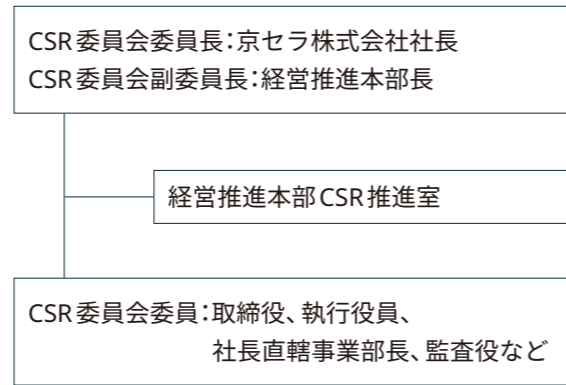 CSR委員会委員長：京セラ株式会社社長
CSR委員会副委員長：経営推進本部長
経営推進本部CSR推進室
CSR委員会委員：取締役、執行役員、
社長直轄事業部長、監査役など